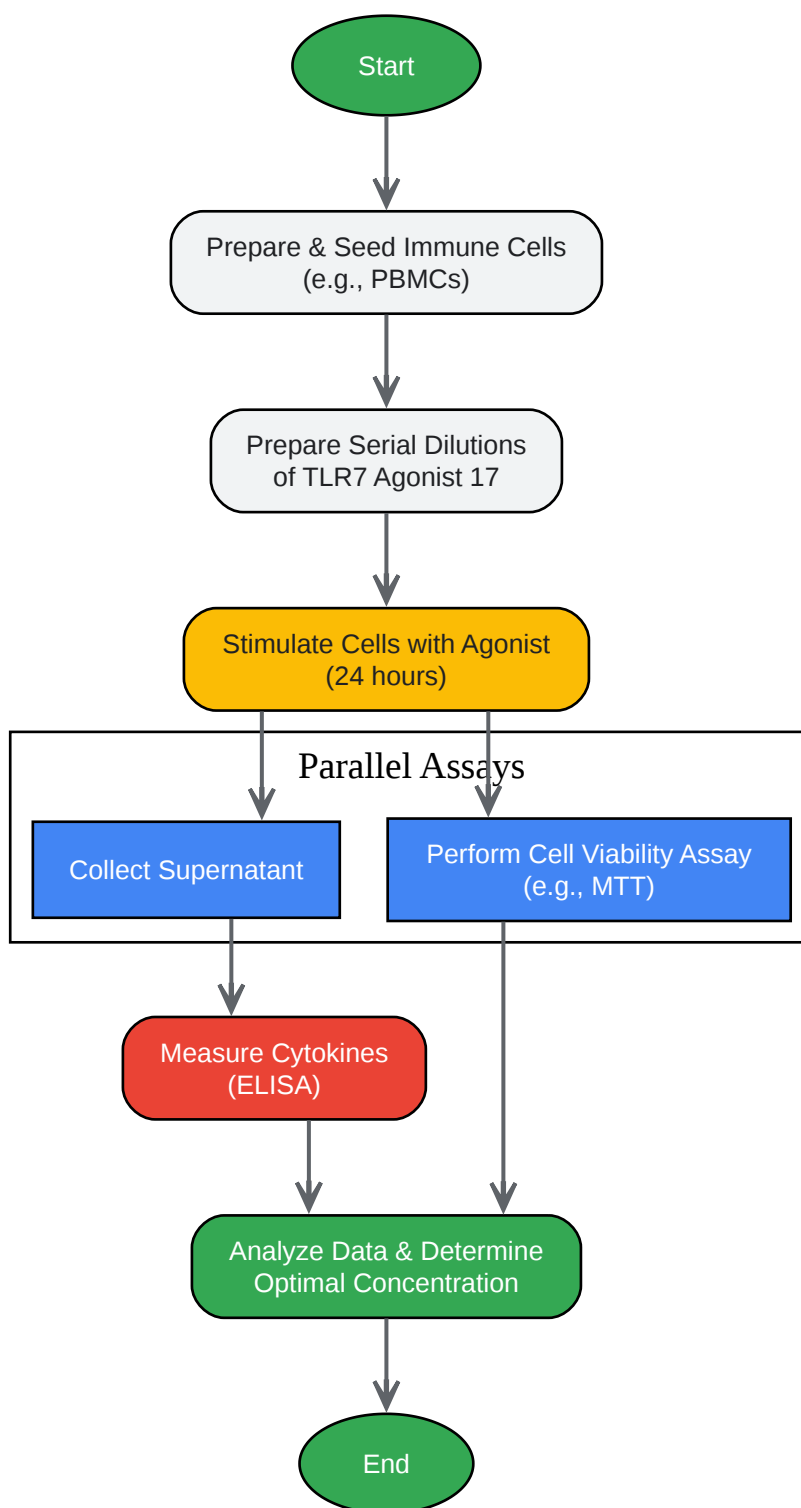 Start
Prepare & Seed Immune Cells
(e.g., PBMCs)
Prepare Serial Dilutions
of TLR7 Agonist 17
Stimulate Cells with Agonist
(24 hours)
Parallel Assays
Collect Supernatant
Perform Cell Viability Assay
(e.g., MTT)
Measure Cytokines
(ELISA)
Analyze Data & Determine
Optimal Concentration
End